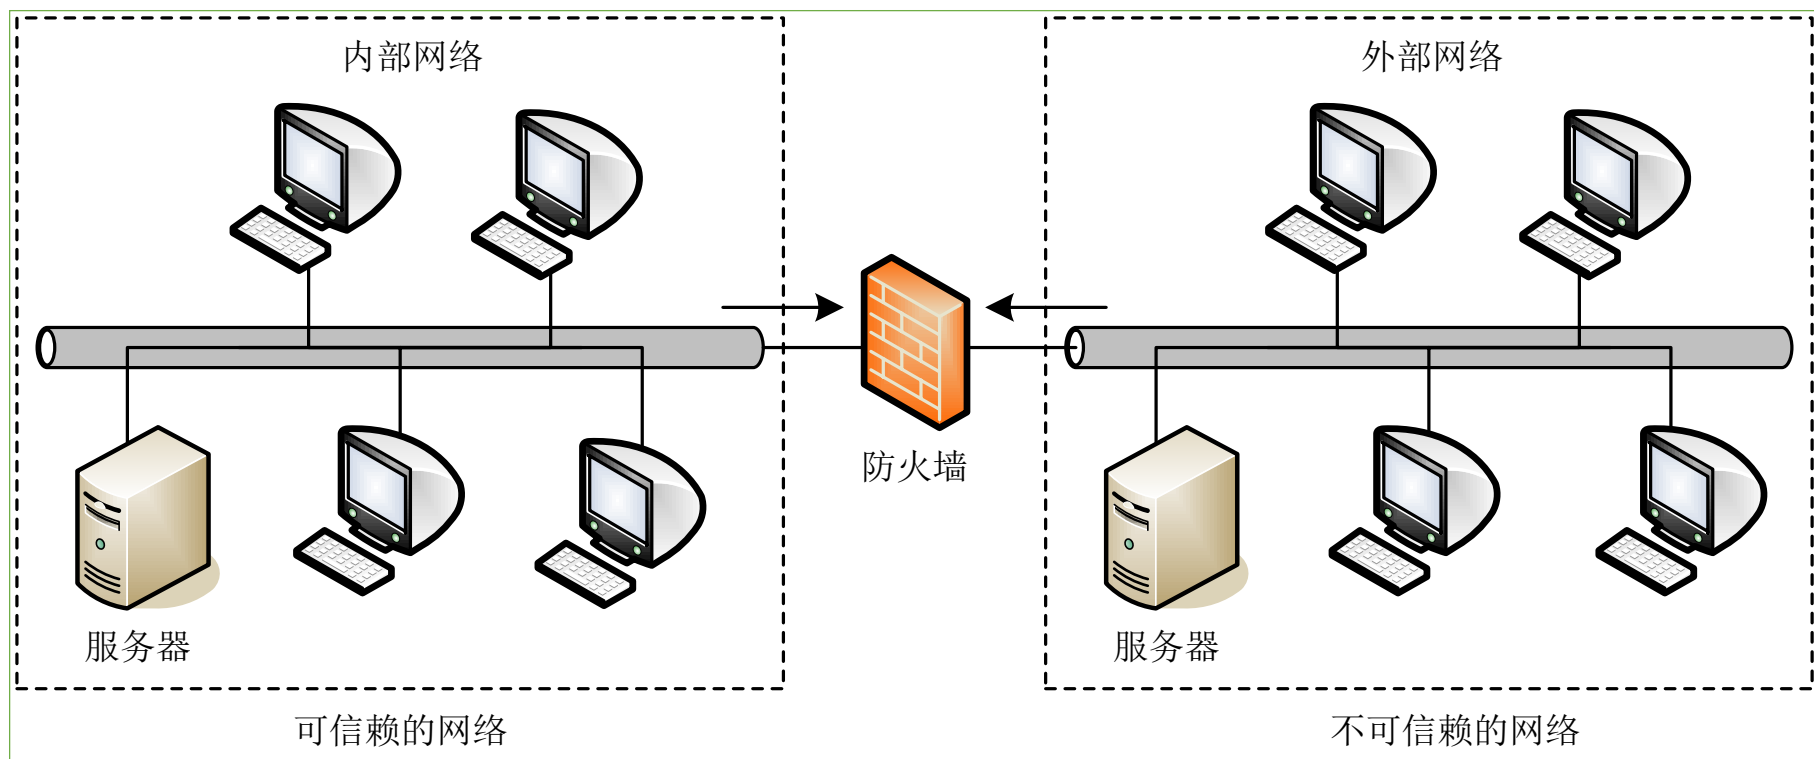 内部网络
外部网络
防火墙
服务器
服务器
可信赖的网络
不可信赖的网络